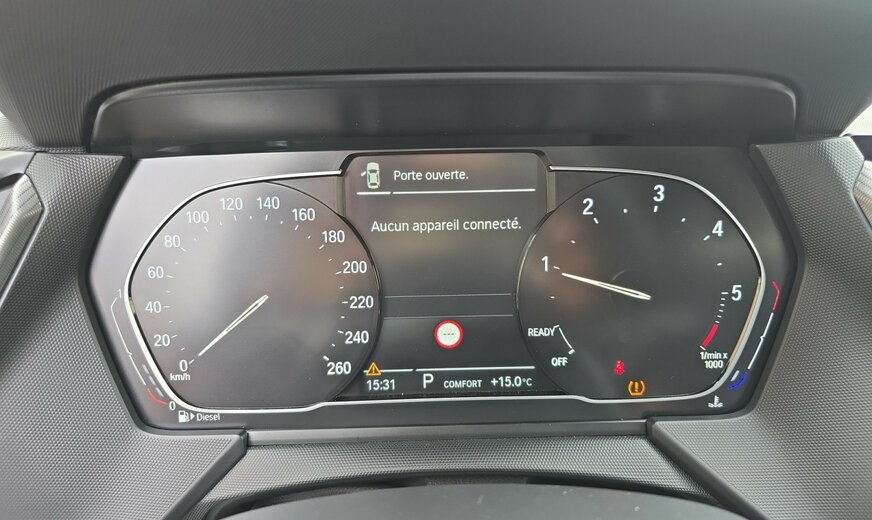 Porte ouverte.
Aucun appareil connecté.
0
20
40
60
80
100
120
140
160
180
200
220
240
260
km/h
1
0
Diesel
---
15:31
P
COMFORT
+15.0°C
1
2
3
4
5
1/min x
1000
READY
OFF